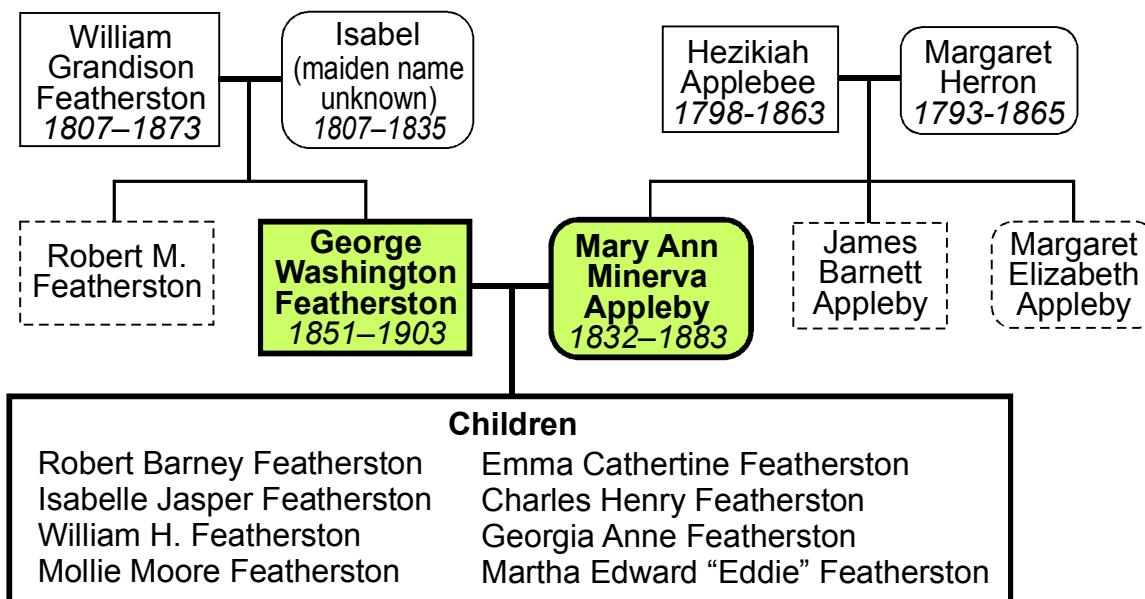 William
Grandison
Featherston
1807–1873
Isabel
(maiden name
unknown)
1807–1835
Hezikiah
Applebee
1798-1863
Margaret
Herron
1793-1865
Robert M.
Featherston
George
Washington
Featherston
1851–1903
Mary Ann
Minerva
Appleby
1832–1883
James
Barnett
Appleby
Margaret
Elizabeth
Appleby
Children
Robert Barney Featherston
Isabelle Jasper Featherston
William H. Featherston
Mollie Moore Featherston
Emma Cathertine Featherston
Charles Henry Featherston
Georgia Anne Featherston
Martha Edward “Eddie” Featherston